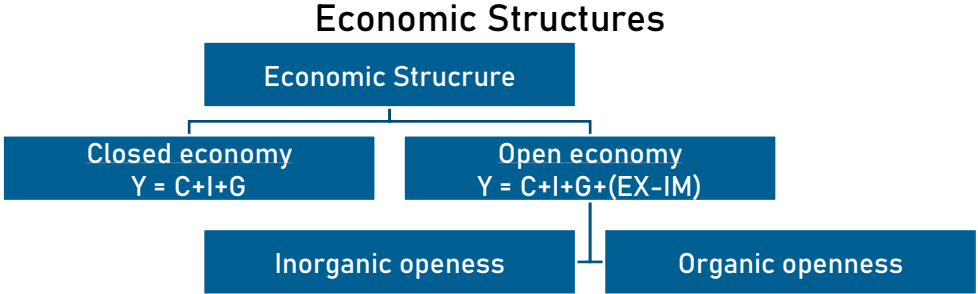 Economic Structures
Economic Strucrure
Closed economy
Y = C+I+G
Open economy
Y = C+I+G+(EX-IM)
Inorganic openess
Organic openness